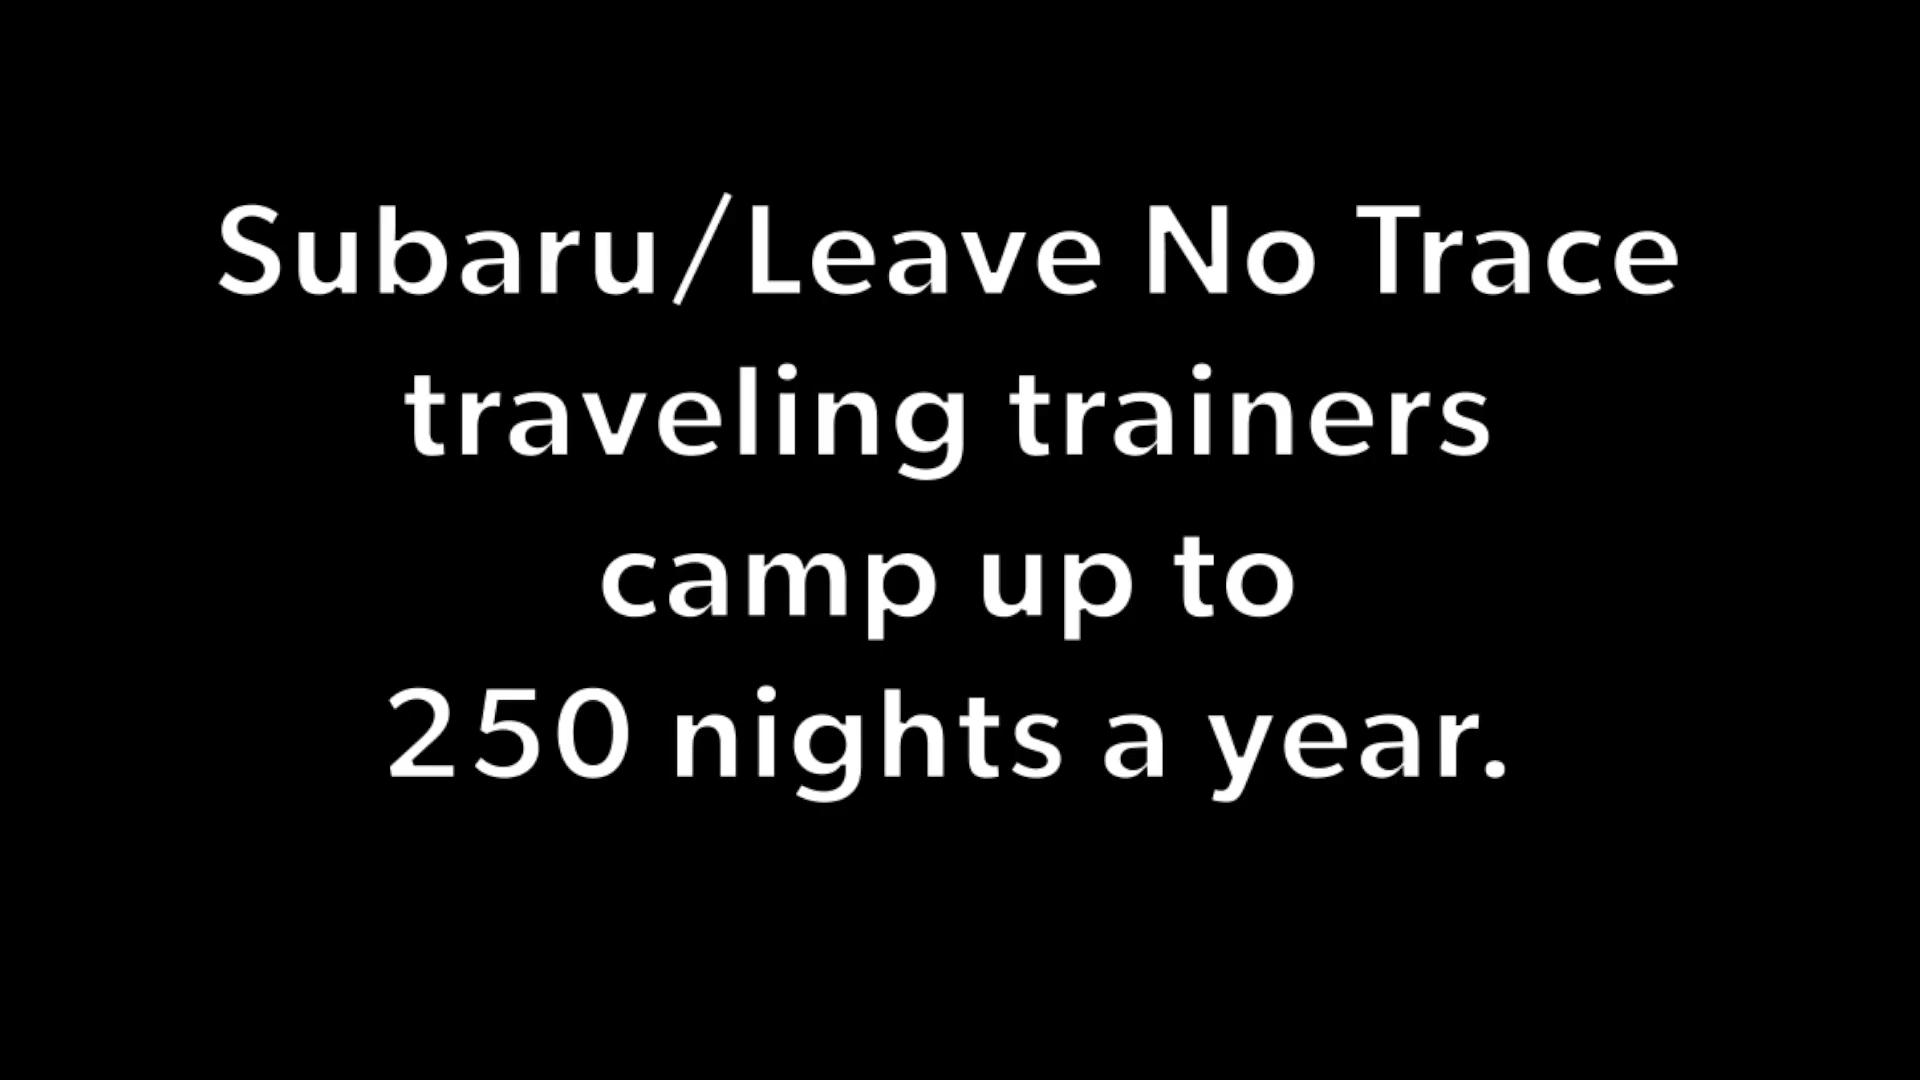 Subaru/Leave No Trace
traveling trainers
camp up to
250 nights a year.